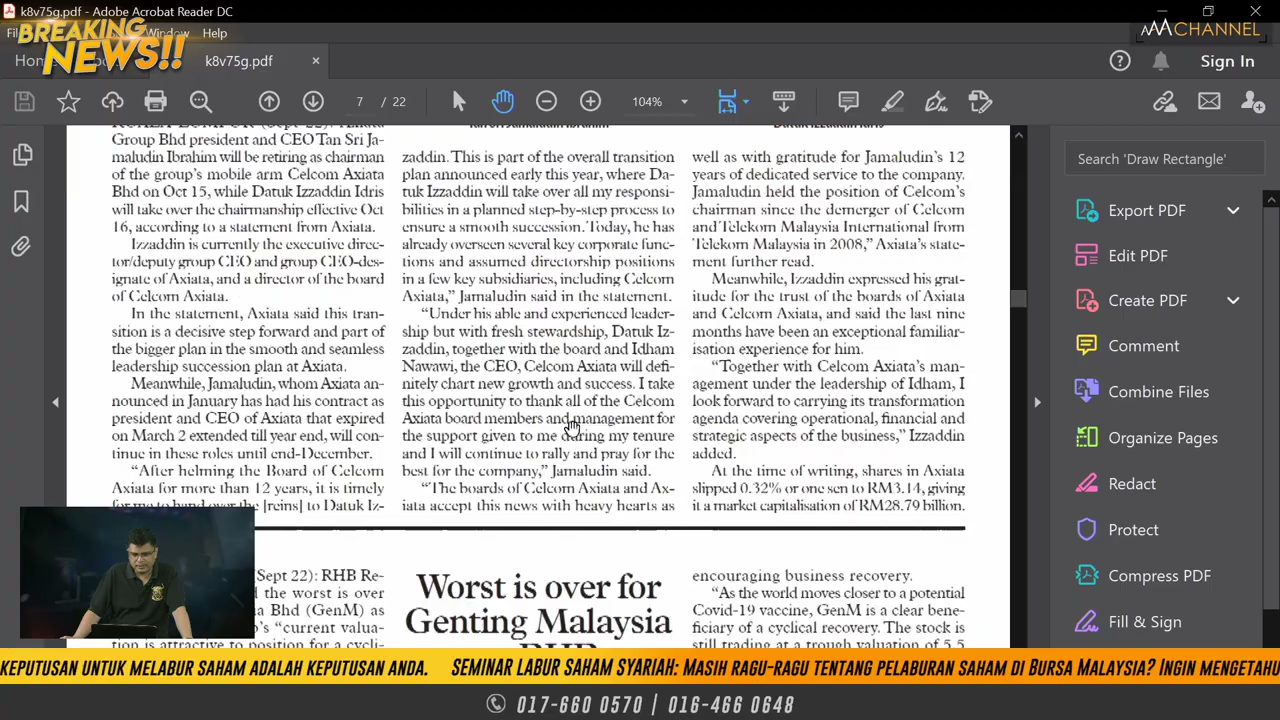 k8v75g.pdf - Adobe Acrobat Reader DC
BREAKING
NEWS!!
Window Help
MCHANNEL
k8v75g.pdf
Sign In
7 / 22
104%
Search 'Draw Rectangle'
Export PDF
Edit PDF
Create PDF
Comment
Combine Files
Organize Pages
Redact
Protect
Compress PDF
Fill & Sign
Group Bhd president and CEO Tan Sri Ja-
maludin Ibrahim will be retiring as chairman
of the group's mobile arm Celcom Axiata
Bhd on Oct 15, while Datuk Izzaddin Idris
will take over the chairmanship effective Oct
16, according to a statement from Axiata.
Izzaddin is currently the executive direc-
tor/deputy group CEO and group CEO-des-
ignate of Axiata, and a director of the board
of Celcom Axiata.
In the statement, Axiata said this tran-
sition is a decisive step forward and part of
the bigger plan in the smooth and seamless
leadership succession plan at Axiata.
Meanwhile, Jamaludin, whom Axiata an-
nounced in January has had his contract as
president and CEO of Axiata that expired
on March 2 extended till year end, will con-
tinue in these roles until end-December.
"After helming the Board of Celcom
Axiata for more than 12 years, it is timely
for me to hand over the [reins] to Datuk Iz-
zaddin. This is part of the overall transition
plan announced early this year, where Da-
tuk Izzaddin will take over all my responsi-
bilities in a planned step-by-step process to
ensure a smooth succession. Today, he has
already overseen several key corporate func-
tions and assumed directorship positions
in a few key subsidiaries, including Celcom
Axiata," Jamaludin said in the statement.
"Under his able and experienced leader-
ship but with fresh stewardship, Datuk Iz-
zaddin, together with the board and Idham
Nawawi, the CEO, Celcom Axiata will defi-
nitely chart new growth and success. I take
this opportunity to thank all of the Celcom
Axiata board members and management for
the support given to me during my tenure
and I will continue to rally and pray for the
best for the company," Jamaludin said.
"The boards of Celcom Axiata and Ax-
iata accept this news with heavy hearts as
well as with gratitude for Jamaludin's 12
years of dedicated service to the company.
Jamaludin held the position of Celcom's
chairman since the demerger of Celcom
and Telekom Malaysia International from
Telekom Malaysia in 2008," Axiata's state-
ment further read.
Meanwhile, Izzaddin expressed his grat-
itude for the trust of the boards of Axiata
and Celcom Axiata, and said the last nine
months have been an exceptional familiar-
isation experience for him.
"Together with Celcom Axiata's man-
agement under the leadership of Idham, I
look forward to carrying its transformation
agenda covering operational, financial and
strategic aspects of the business," Izzaddin
added.
At the time of writing, shares in Axiata
slipped 0.32% or one sen to RM3.14, giving
it a market capitalisation of RM28.79 billion.
(Sept 22): RHB Re-
the worst is over
Bhd (GenM) as
"current valua-
tion is attractive to position for a cycli-
Worst is over for
Genting Malaysia
encouraging business recovery.
"As the world moves closer to a potential
Covid-19 vaccine, GenM is a clear bene-
ficiary of a cyclical recovery. The stock is
still trading at a trough valuation of 5.5
KEPUTUSAN UNTUK MELABUR SAHAM ADALAH KEPUTUSAN ANDA. SEMINAR LABUR SAHAM SYARIAH: MASIH RAGU-RAGU TENTANG PELABURAN SAHAM DI BURSA MALAYSIA? INGIN MENGETAHU
017-660 0570 | 016-466 0648